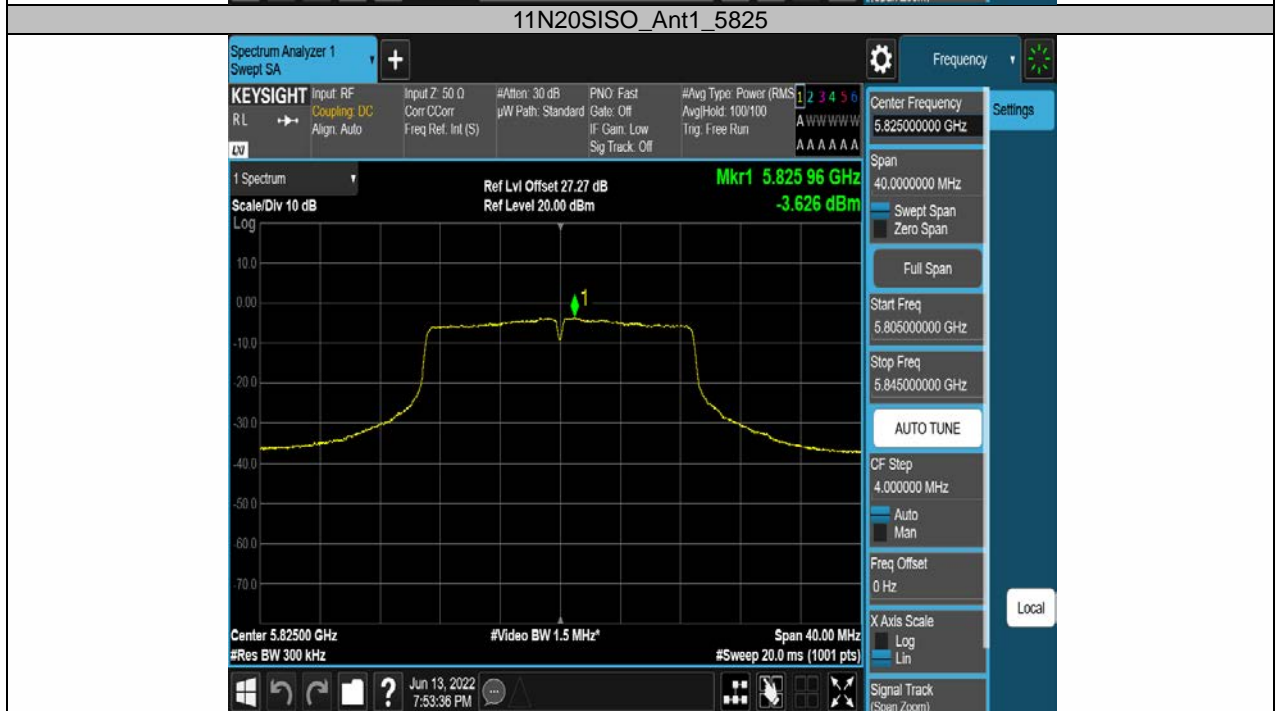 (Span Zoom)
11N20SISO_Ant1_5825
Spectrum Analyzer 1
Swept SA
+
Frequency
KEYSIGHT
RL
LXI
Input: RF
Coupling: DC
Align: Auto
Input Z: 50 Ω
Corr CCorr
Freq Ref: Int (S)
#Atten: 30 dB
µW Path: Standard
PNO: Fast
Gate: Off
IF Gain: Low
Sig Track: Off
#Avg Type: Power (RMS
Avg|Hold: 100/100
Trig: Free Run
1 2 3 4 5 6
A W W W W W
A A A A A A
Center Frequency
5.825000000 GHz
Settings
1 Spectrum
Scale/Div 10 dB
Log
Ref Lvl Offset 27.27 dB
Ref Level 20.00 dBm
Mkr1 5.825 96 GHz
-3.626 dBm
10.0
0.00
-10.0
-20.0
-30.0
-40.0
-50.0
-60.0
-70.0
1
Center 5.82500 GHz
#Res BW 300 kHz
#Video BW 1.5 MHz*
Span 40.00 MHz
#Sweep 20.0 ms (1001 pts)
Span
40.0000000 MHz
Swept Span
Zero Span
Full Span
Start Freq
5.805000000 GHz
Stop Freq
5.845000000 GHz
AUTO TUNE
CF Step
4.000000 MHz
Auto
Man
Freq Offset
0 Hz
X Axis Scale
Log
Lin
Local
Signal Track
(Span Zoom)
?
Jun 13, 2022
7:53:36 PM